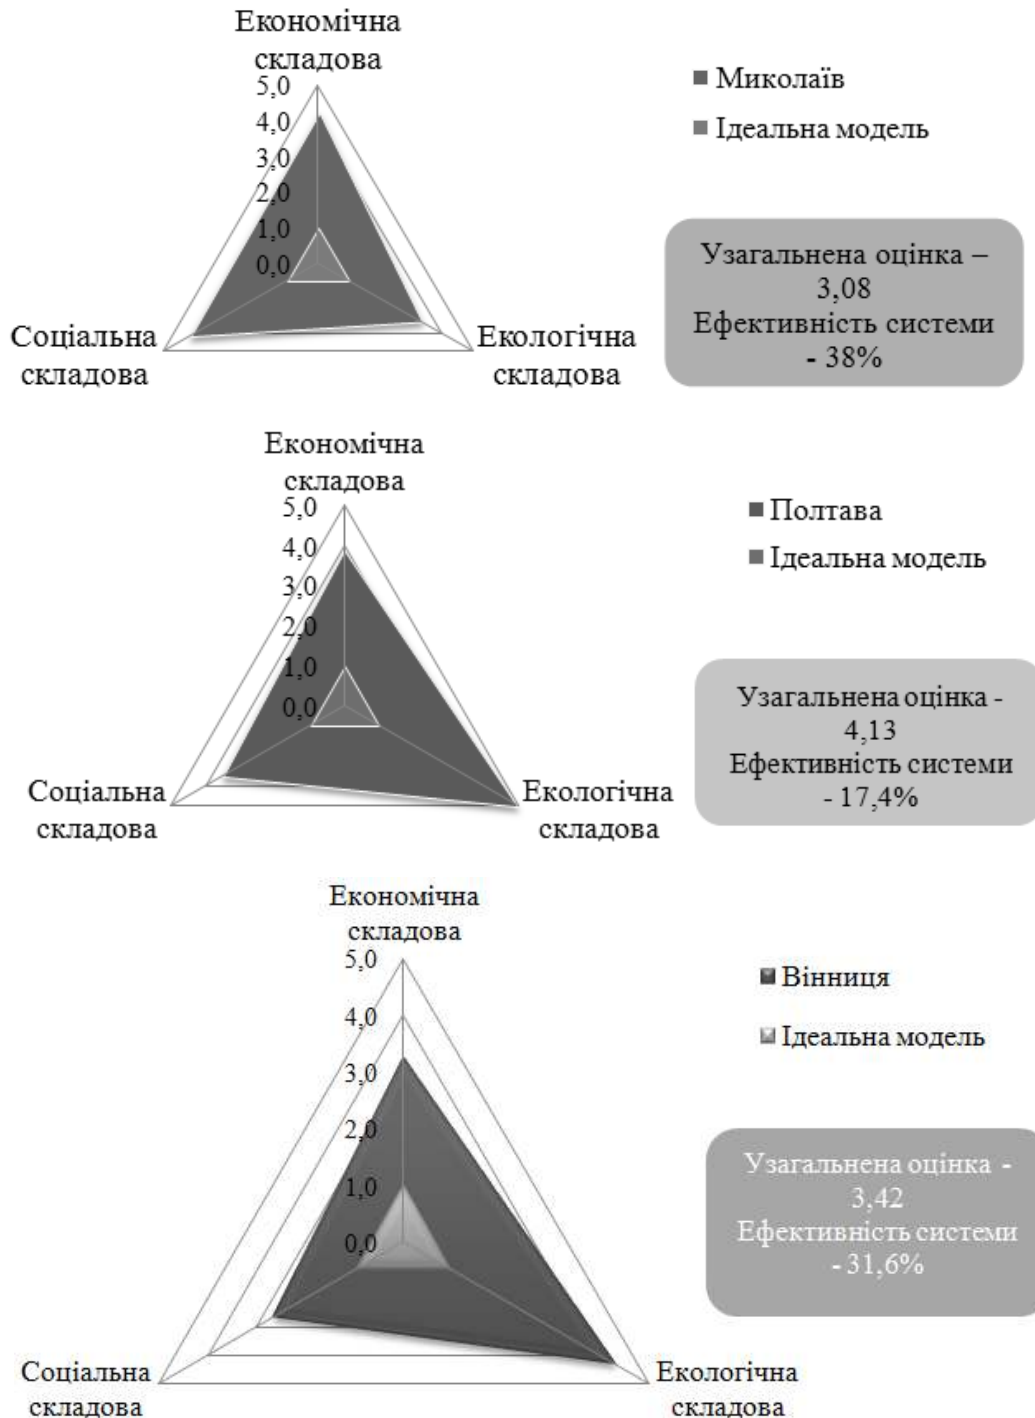 Економічна
складова
5,0
4,0
3,0
2,0
1,0
0,0
Соціальна
складова
Екологічна
складова
Миколаїв
Ідеальна модель
Узагальнена оцінка –
3,08
Ефективність системи
- 38%
Економічна
складова
5,0
4,0
3,0
2,0
1,0
0,0
Соціальна
складова
Екологічна
складова
Полтава
Ідеальна модель
Узагальнена оцінка -
4,13
Ефективність системи
- 17,4%
Економічна
складова
5,0
4,0
3,0
2,0
1,0
0,0
Соціальна
складова
Екологічна
складова
Вінниця
Ідеальна модель
Узагальнена оцінка -
3,42
Ефективність системи
- 31,6%